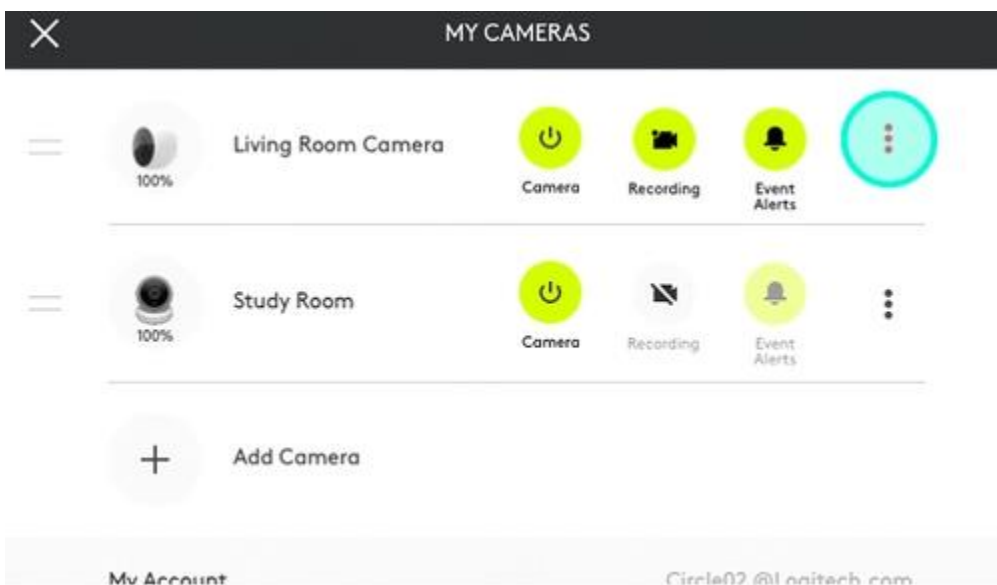 MY CAMERAS
Living Room Camera
100%
Camera
Recording
Event
Alerts
Study Room
100%
Camera
Recording
Event
Alerts
Add Camera
My Account
Circle02 @Logitech.com